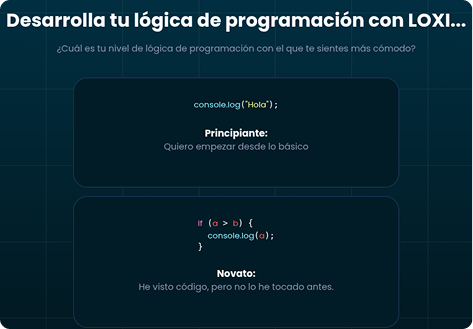 Desarrolla tu lógica de programación con LOXI...
¿Cuál es tu nivel de lógica de programación con el que te sientes más cómodo?
console.log("Hola");
Principiante:
Quiero empezar desde lo básico
if (a > b) {
console.log(a);
}
Novato:
He visto código, pero no lo he tocado antes.